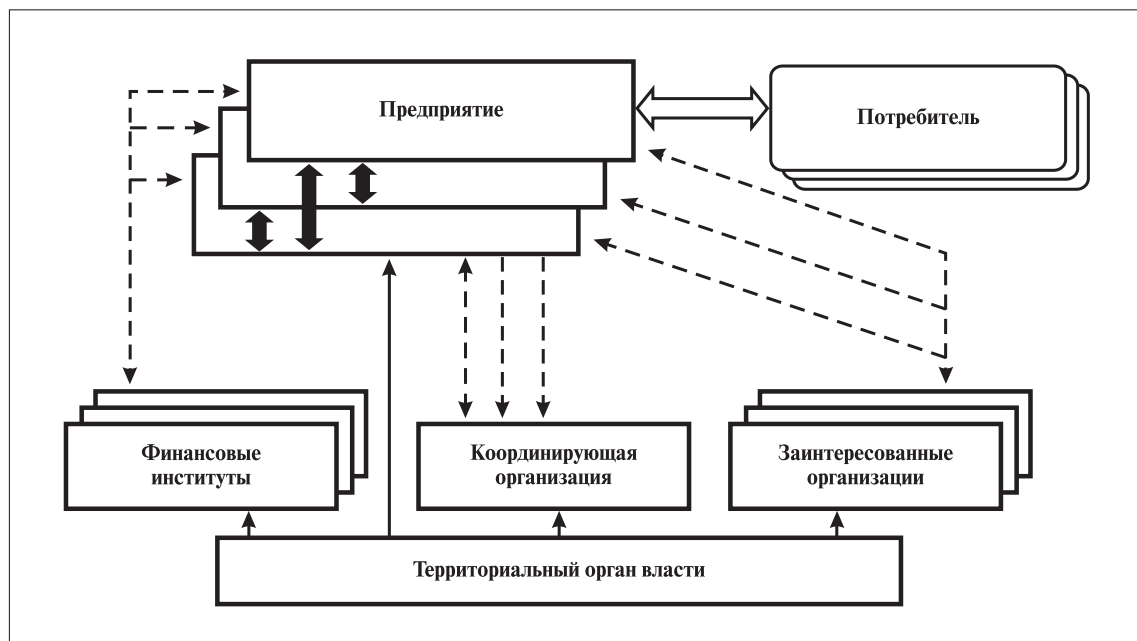 Предприятие
Потребитель
Финансовые
институты
Координирующая
организация
Заинтересованные
организации
Территориальный орган власти